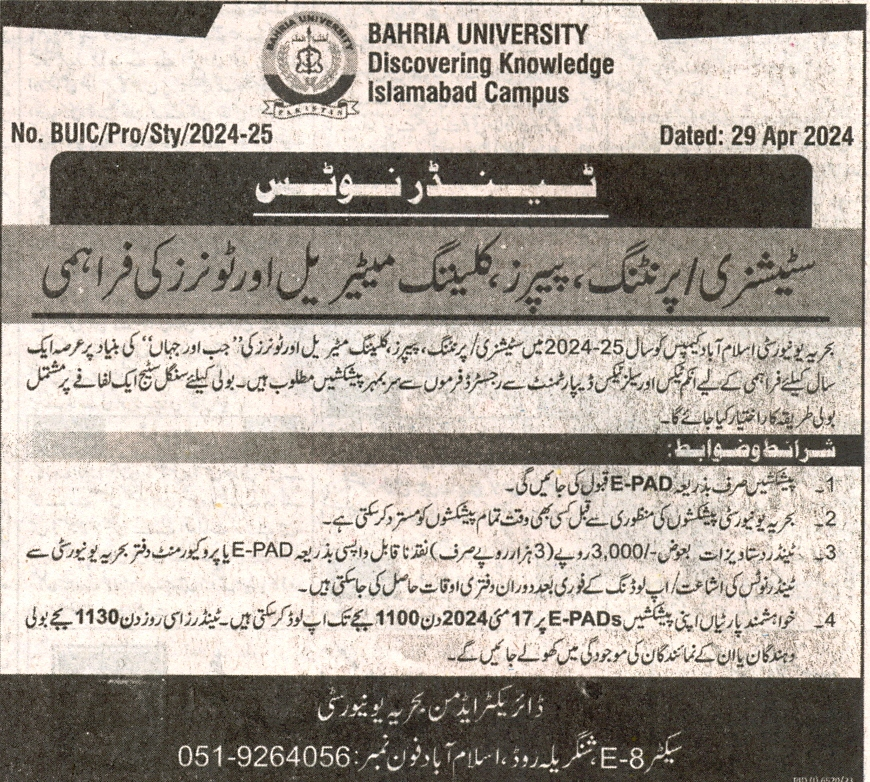 BAHRIA UNIVERSITY
PAKISTAN
Discovering Knowledge
Islamabad Campus
No. BUIC/Pro/Sty/2024-25
Dated: 29 Apr 2024
ٹینڈر نوٹس
سٹیشنری/پرنٹنگ، پیپرز، کلیننگ میٹیریل اور ٹونرز کی فراہمی
بحریہ یونیورسٹی اسلام آباد کیمپس کو سال 25-2024 میں سٹیشنری/پرنٹنگ، پیپرز، کلیننگ مٹیریل اور ٹونرز کی ”جب اور جہاں“ کی بنیاد پر عرصہ ایک
سال کیلئے فراہمی کے لیے انکم ٹیکس اور سیلز ٹیکس ڈیپارٹمنٹ سے رجسٹرڈ فرموں سے سربمہر پیشکشیں مطلوب ہیں۔ بولی کیلئے سنگل سٹیج ایک لفافے پر مشتمل
بولی طریقہ کار اختیار کیا جائے گا۔
شرائط و ضوابط:
1۔ پیشکشیں صرف بذریعہ E-PAD قبول کی جائیں گی۔
2۔ بحریہ یونیورسٹی پیشکشوں کی منظوری سے قبل کسی بھی وقت تمام پیشکشوں کو مسترد کر سکتی ہے۔
3۔ ٹینڈر دستاویزات بعوض -/3,000 روپے (3 ہزار روپے صرف) نقد ناقابل واپسی بذریعہ E-PAD یا پروکیورمنٹ دفتر بحریہ یونیورسٹی سے
ٹینڈر نوٹس کی اشاعت/اپ لوڈنگ کے فوری بعد دوران دفتری اوقات حاصل کی جا سکتی ہیں۔
4۔ خواہشمند پارٹیاں اپنی پیشکشیں E-PADs پر 17 مئی 2024 دن 1100 بجے تک اپ لوڈ کر سکتی ہیں۔ ٹینڈرز اسی روز دن 1130 بجے بولی
دہندگان یا ان کے نمائندگان کی موجودگی میں کھولے جائیں گے۔
ڈائریکٹر ایڈمن بحریہ یونیورسٹی
سیکٹر E-8، شنگریلہ روڈ، اسلام آباد فون نمبر: 051-9264056